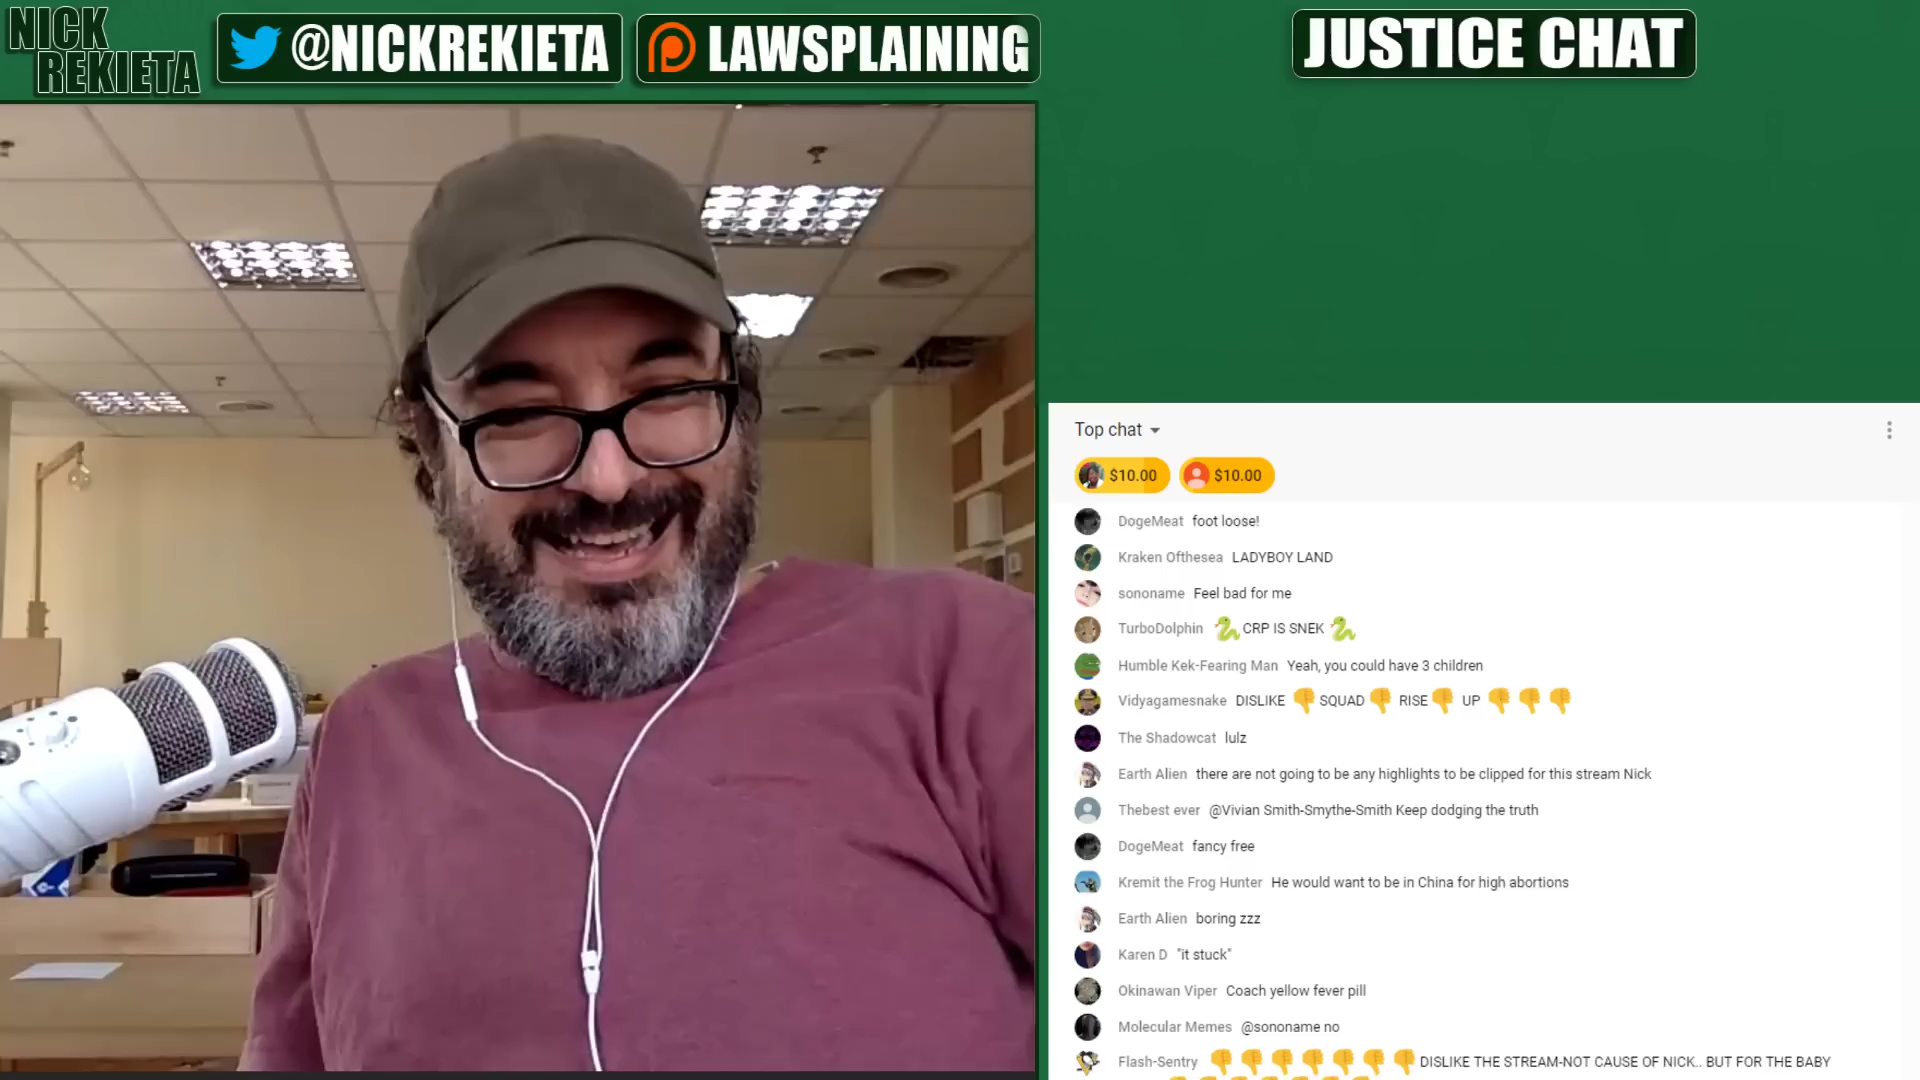 NICK
REKIETA
@NICKREKIETA
LAWSPLAINING
JUSTICE CHAT
Top chat
$10.00 $10.00
DogeMeat foot loose!
Kraken Ofthesea LADYBOY LAND
sononame Feel bad for me
TurboDolphin 🐍CRP IS SNEK🐍
Humble Kek-Fearing Man Yeah, you could have 3 children
Vidyagamesnake DISLIKE 👎 SQUAD 👎 RISE 👎 UP 👎 👎 👎
The Shadowcat lulz
Earth Alien there are not going to be any highlights to be clipped for this stream Nick
Thebest ever @Vivian Smith-Smythe-Smith Keep dodging the truth
DogeMeat fancy free
Kremit the Frog Hunter He would want to be in China for high abortions
Earth Alien boring zzz
Karen D "it stuck"
Okinawan Viper Coach yellow fever pill
Molecular Memes @sononame no
Flash-Sentry 👎👎👎👎👎👎👎DISLIKE THE STREAM-NOT CAUSE OF NICK.. BUT FOR THE BABY